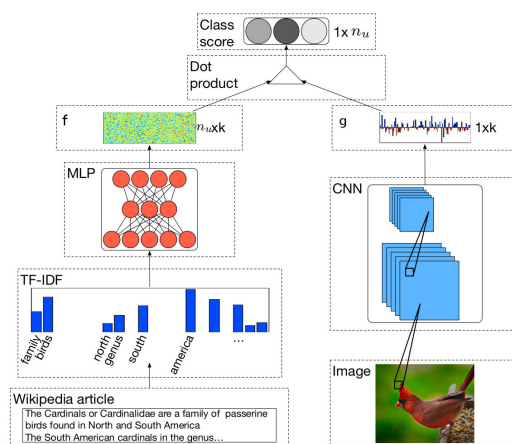 Class
score
1x n_u
Dot
product
f
n_uxk
g
1xk
MLP
CNN
TF-IDF
family
birds
north
genus
south
america
...
Wikipedia article
The Cardinals or Cardinalidae are a family of passerine
birds found in North and South America
The South American cardinals in the genus...
Image